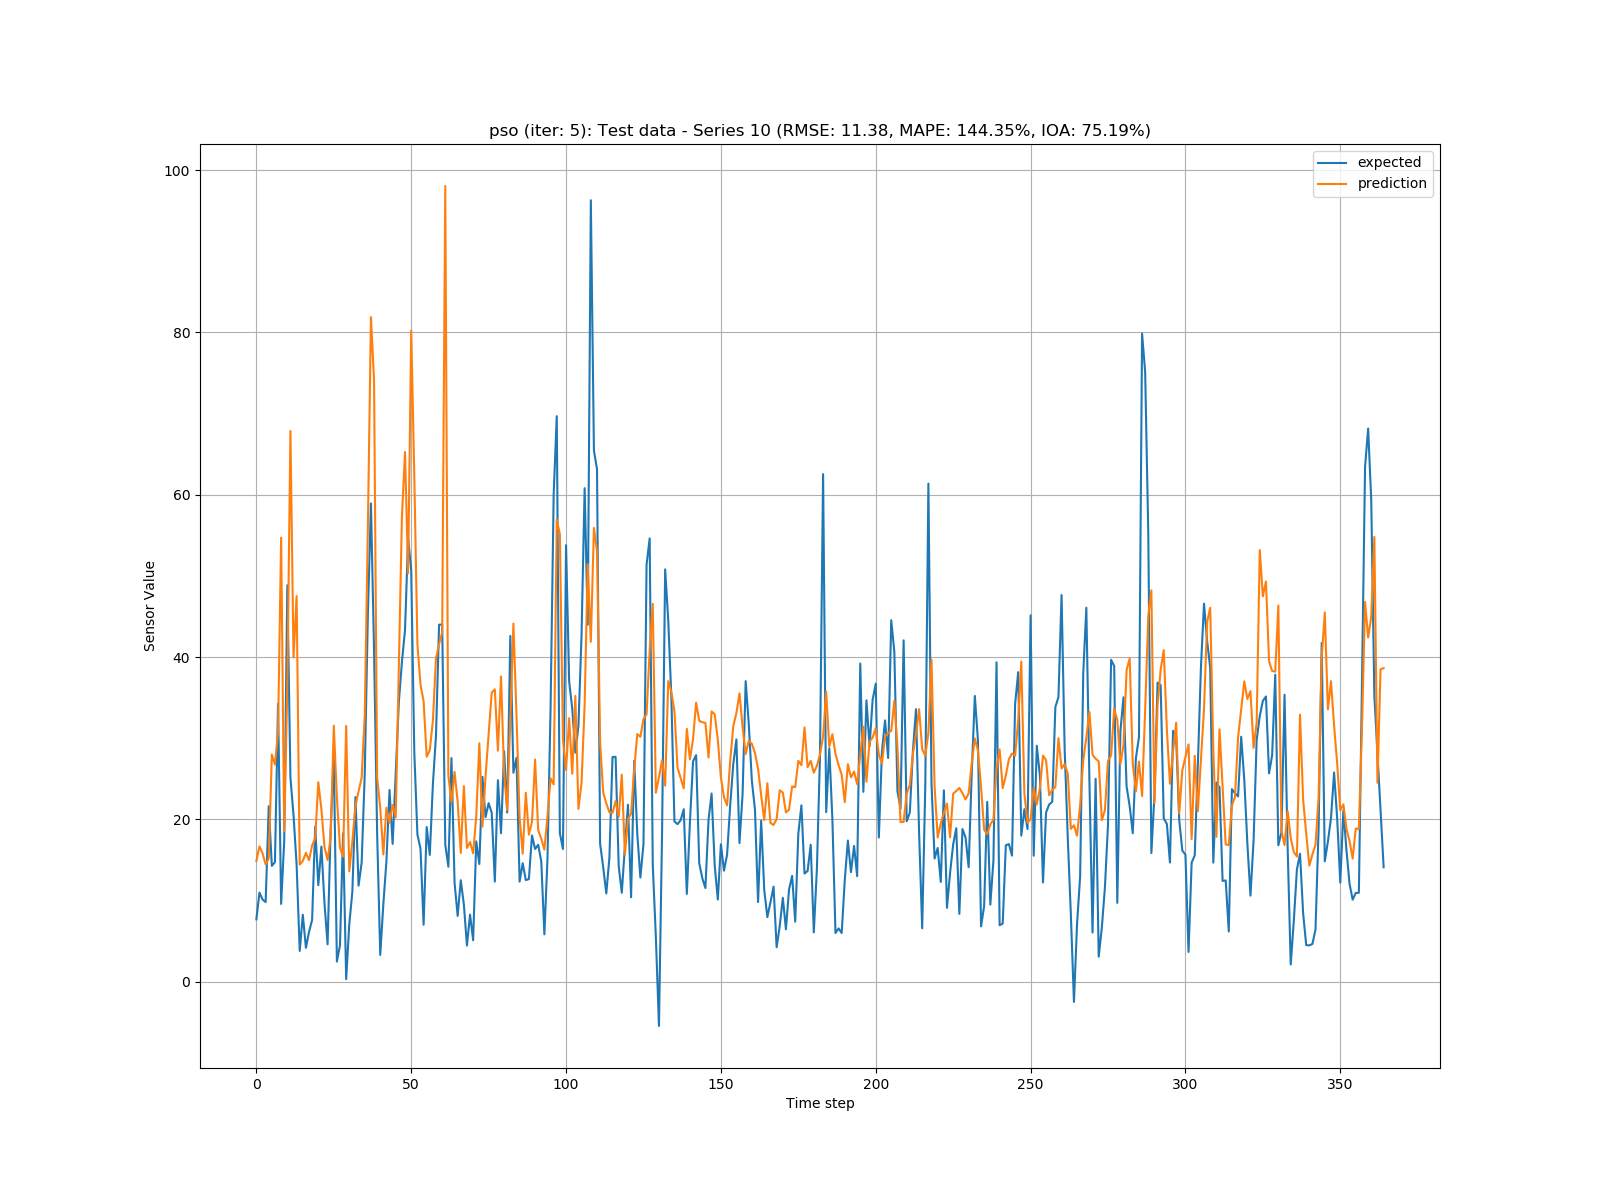 pso (iter: 5): Test data - Series 10 (RMSE: 11.38, MAPE: 144.35%, IOA: 75.19%)
expected
prediction
100
80
60
40
20
0
Sensor Value
0 50 100 150 200 250 300 350
Time step